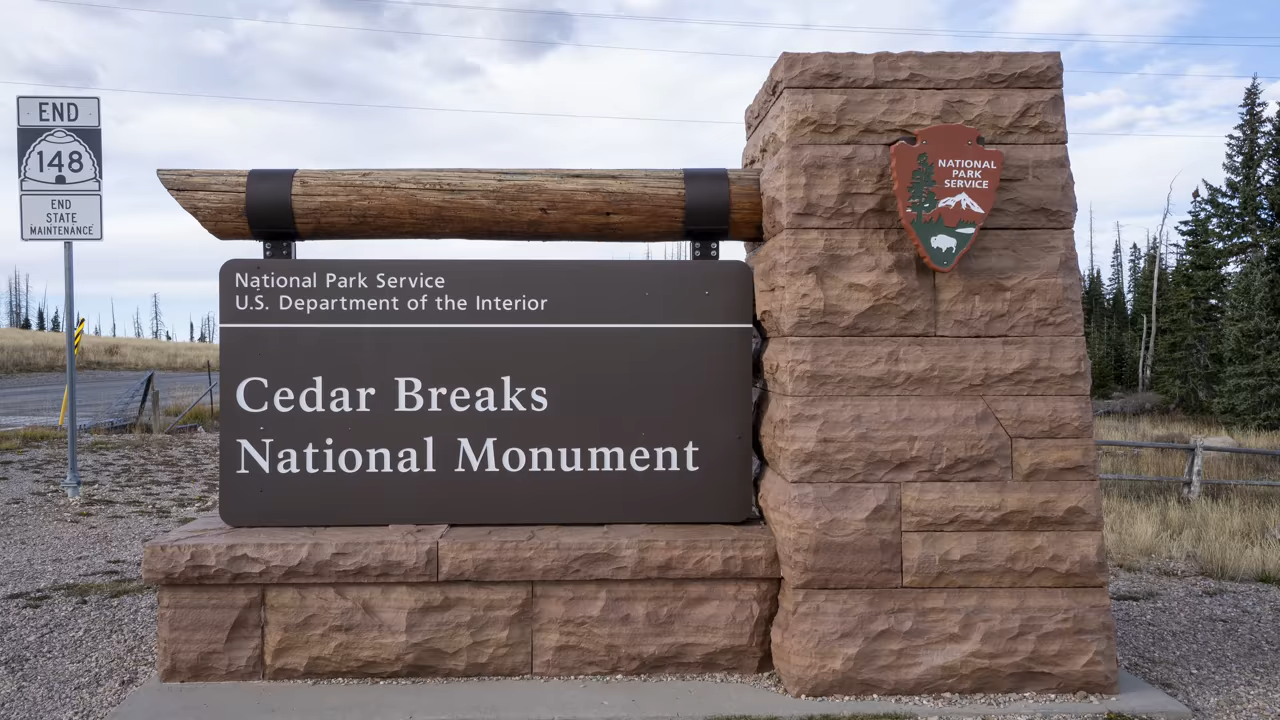 END
148
END
STATE
MAINTENANCE
National Park Service
U.S. Department of the Interior
Cedar Breaks
National Monument
NATIONAL
PARK
SERVICE